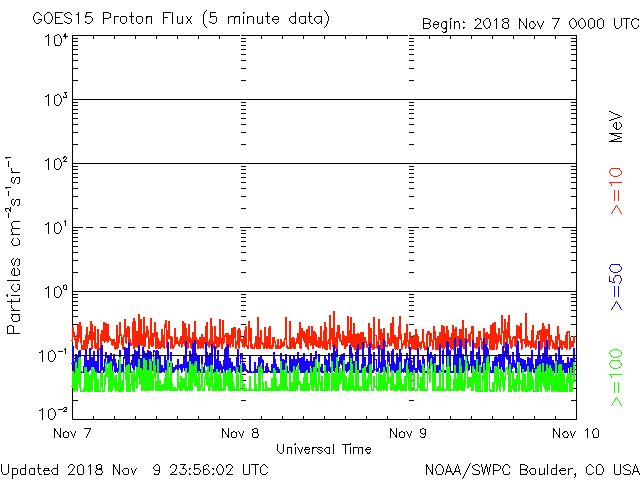 GOES15 Proton Flux (5 minute data)
Begin: 2018 Nov 7 0000 UTC
10⁴
10³
10²
10¹
10⁰
10⁻¹
10⁻²
Particles cm⁻²s⁻¹sr⁻¹
MeV
>=10
>=50
>=100
Nov 7 Nov 8 Nov 9 Nov 10
Universal Time
Updated 2018 Nov 9 23:56:02 UTC
NOAA/SWPC Boulder, CO USA